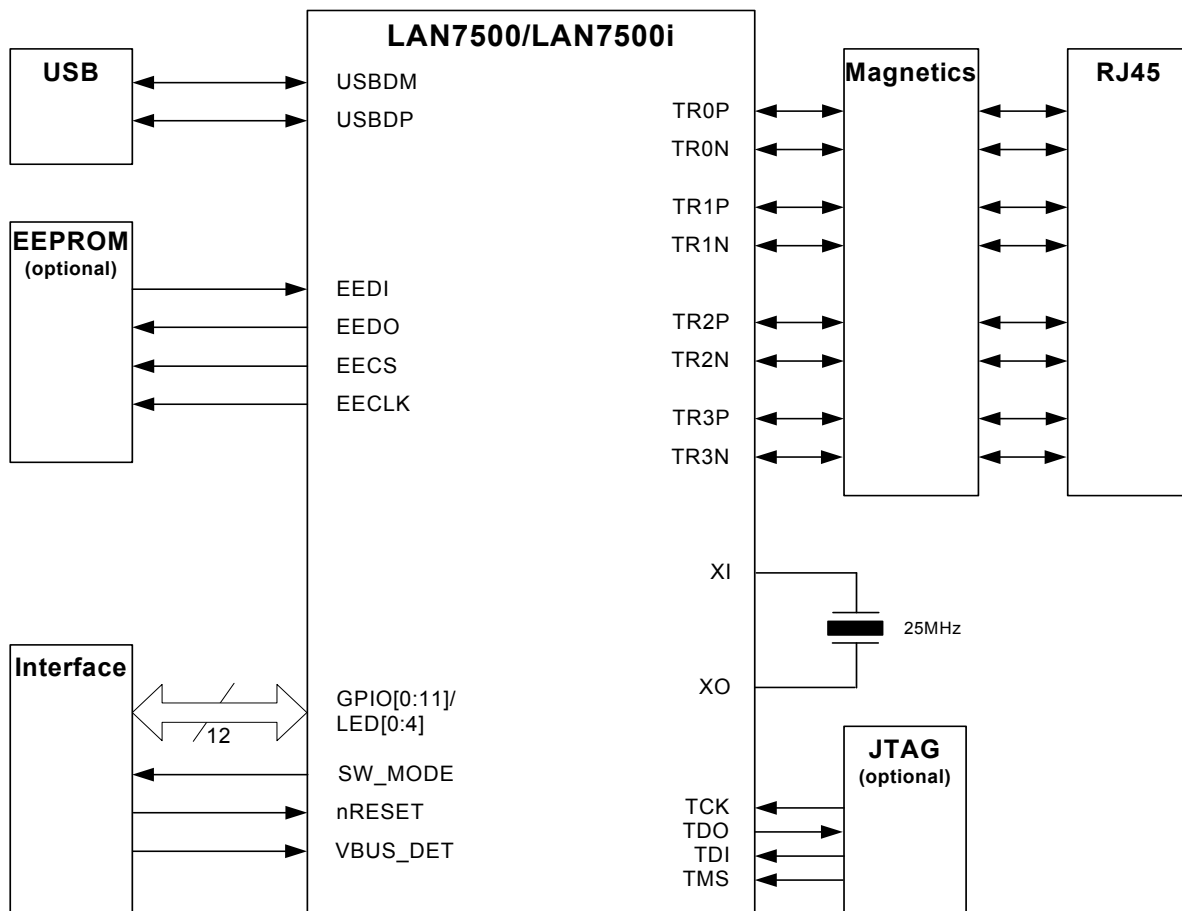 LAN7500/LAN7500i
USB
USBDM
USBDP
EEPROM
(optional)
EEDI
EEDO
EECS
EECLK
Interface
GPIO[0:11]/
LED[0:4]
12
SW_MODE
nRESET
VBUS_DET
Magnetics
RJ45
TR0P
TR0N
TR1P
TR1N
TR2P
TR2N
TR3P
TR3N
XI
25MHz
XO
JTAG
(optional)
TCK
TDO
TDI
TMS